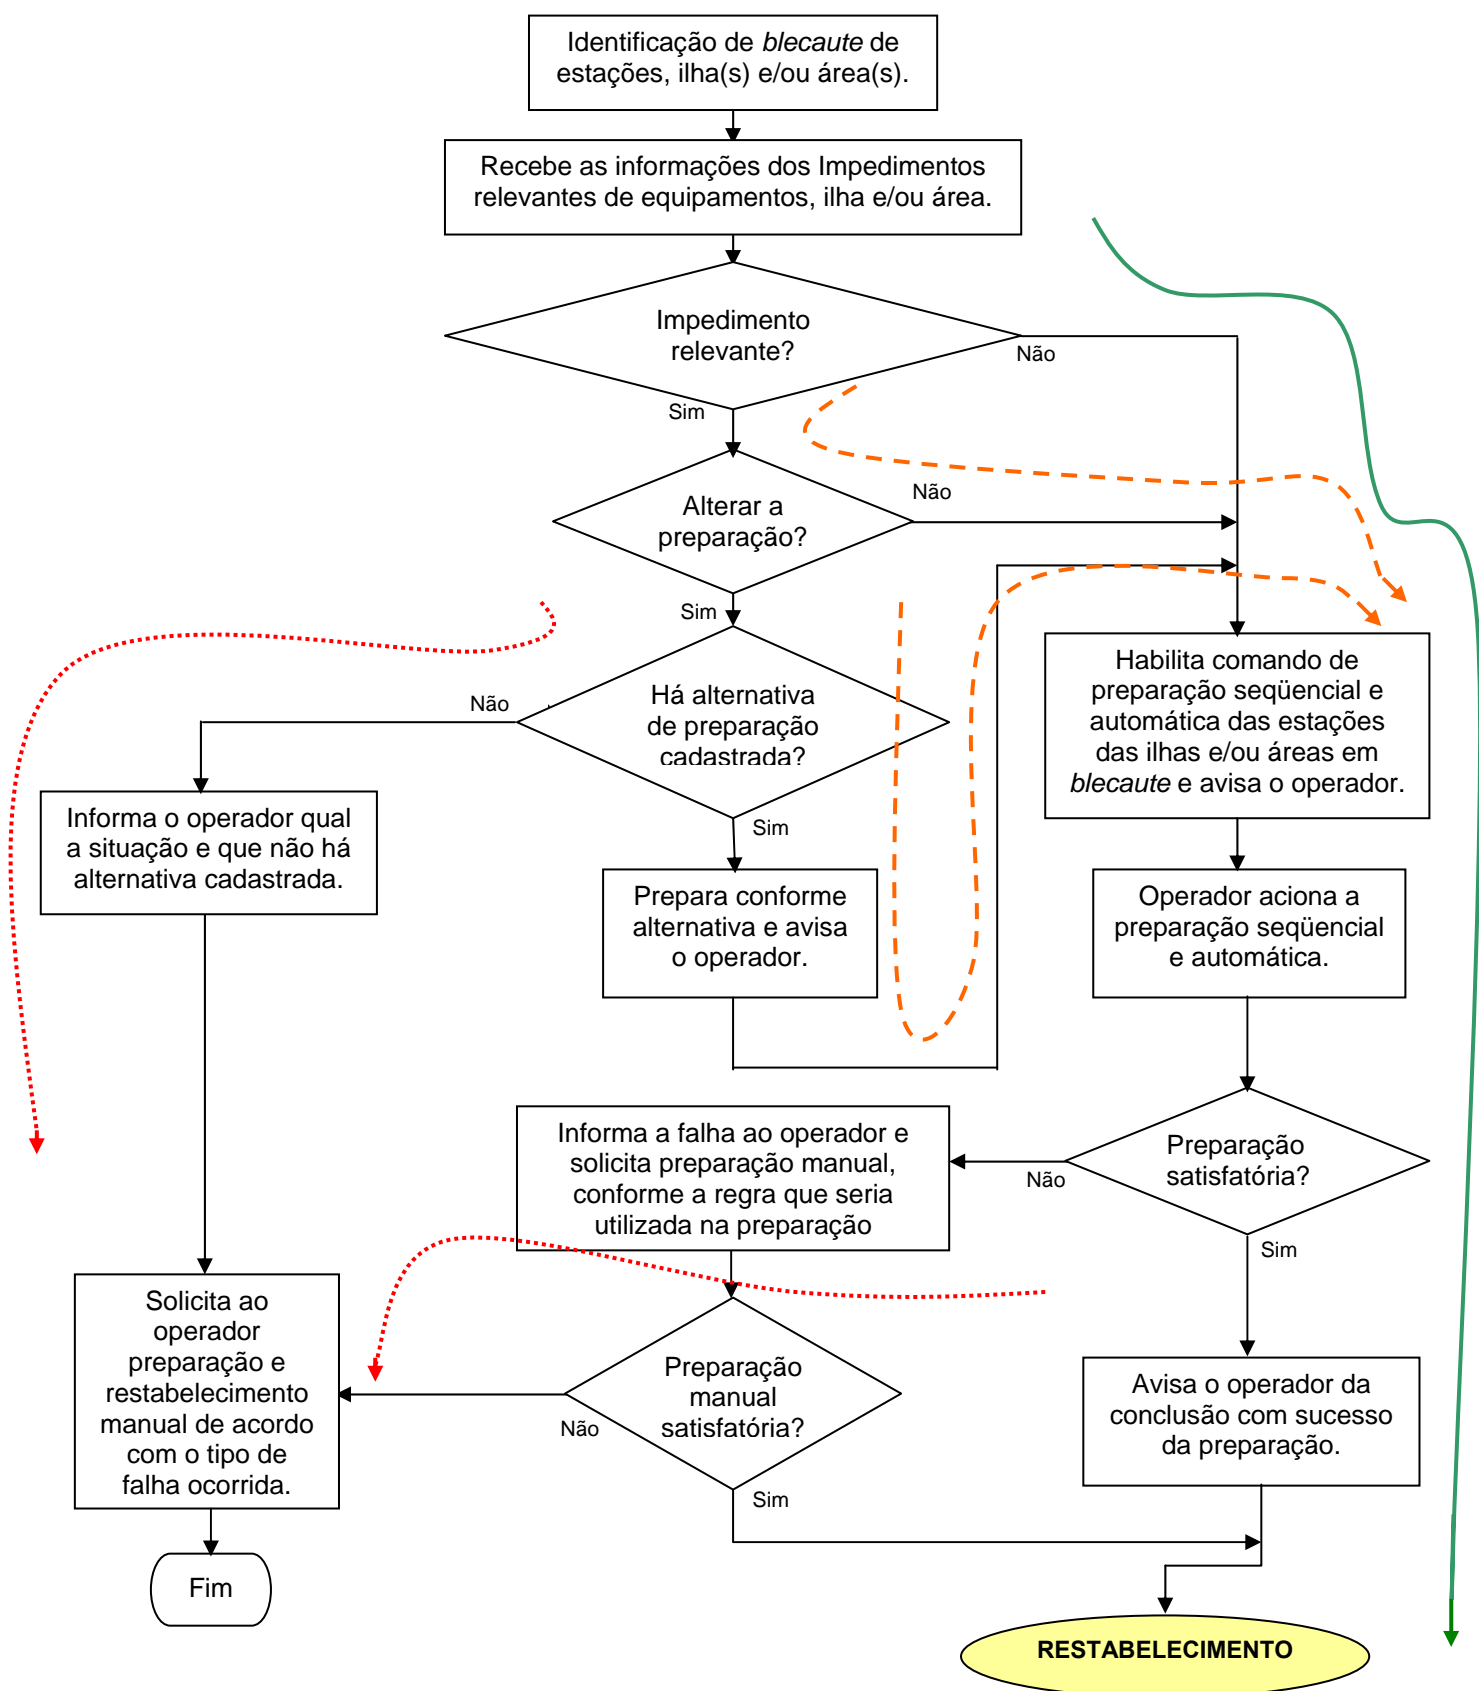 Identificação de blecaute de
estações, ilha(s) e/ou área(s).
Recebe as informações dos Impedimentos
relevantes de equipamentos, ilha e/ou área.
Impedimento
relevante?
Não
Sim
Alterar a
preparação?
Não
Sim
Há alternativa
de preparação
cadastrada?
Não
Sim
Habilita comando de
preparação seqüencial e
automática das estações
das ilhas e/ou áreas em
blecaute e avisa o operador.
Informa o operador qual
a situação e que não há
alternativa cadastrada.
Prepara conforme
alternativa e avisa
o operador.
Operador aciona a
preparação seqüencial
e automática.
Informa a falha ao operador e
solicita preparação manual,
conforme a regra que seria
utilizada na preparação
Preparação
satisfatória?
Não
Sim
Solicita ao
operador
preparação e
restabelecimento
manual de acordo
com o tipo de
falha ocorrida.
Preparação
manual
satisfatória?
Não
Sim
Avisa o operador da
conclusão com sucesso
da preparação.
Fim
RESTABELECIMENTO